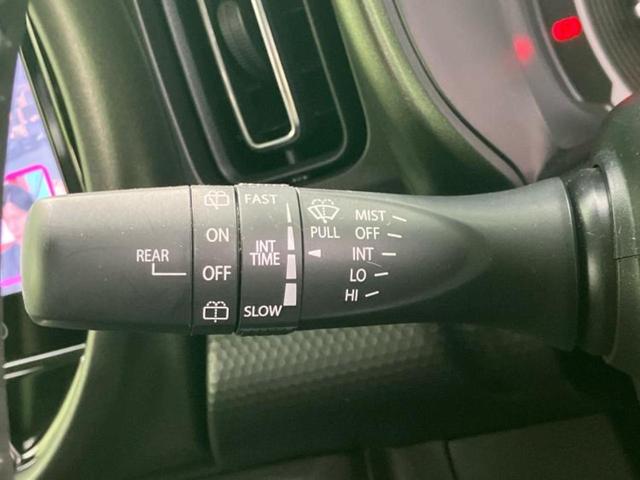 REAR
ON
OFF
FAST
INT
TIME
SLOW
PULL
MIST
OFF
INT
LO
HI